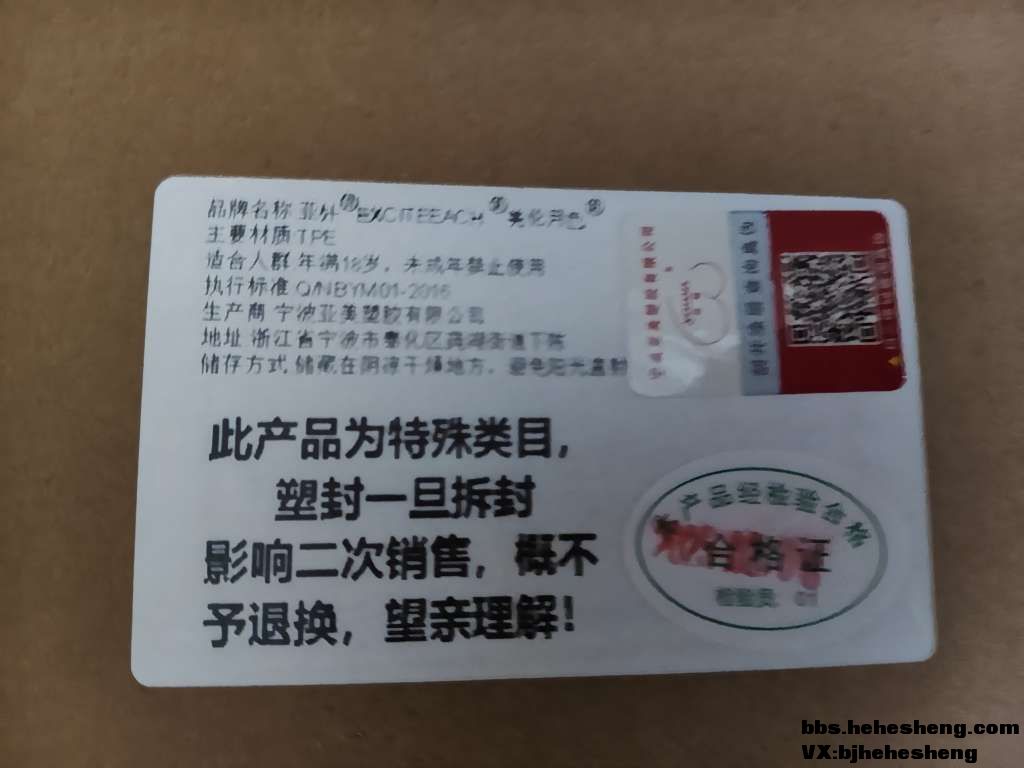 品牌名称 EXCITEEACH
主要材质 TPE
适合人群 年满18岁，未成年禁止使用
执行标准 Q/NBYM01-2016
生产商 宁波亚美塑胶有限公司
地址 浙江省宁波市奉化区
储存方式 储藏在阴凉干燥地方，避免阳光直射
此产品为特殊类目，
塑封一旦拆封
影响二次销售，概不
予退换，望亲理解！
产品经检验合格
合格证
检验员 01
bbs.hehesheng.com
VX:bjhehesheng